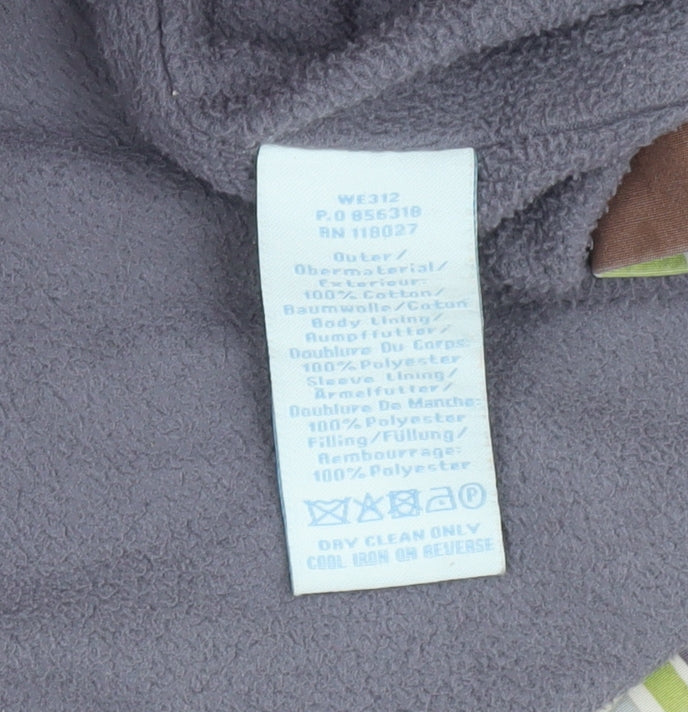 WE312
P.O 856318
RN 118027
Outer/
Obermaterial/
Exterieur:
100% Cotton/
Baumwolle/Coton
Body Lining/
Rumpffutter/
Doublure Du Corps:
100% Polyester
Sleeve Lining/
Ärmelfutter/
Doublure De Manche:
100% Polyester
Filling/Füllung/
Rembourrage:
100% Polyester
P
DRY CLEAN ONLY
COOL IRON ON REVERSE